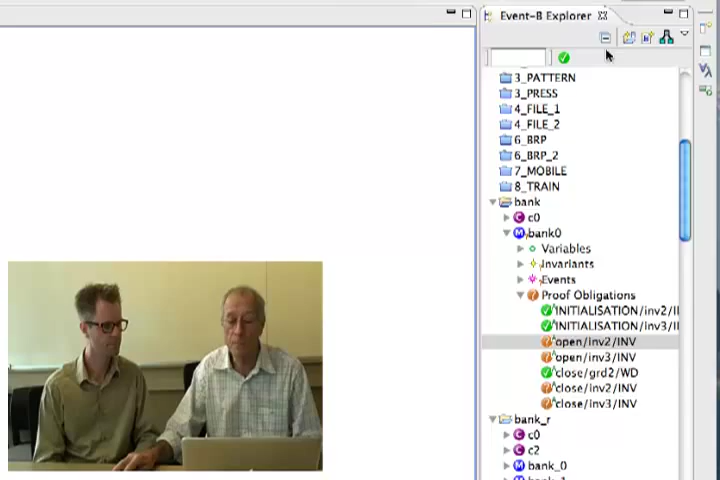 Event-B Explorer
3_PATTERN
3_PRESS
4_FILE_1
4_FILE_2
6_BRP
6_BRP_2
7_MOBILE
8_TRAIN
bank
c0
bank0
Variables
Invariants
Events
Proof Obligations
INITIALISATION/inv2/I
INITIALISATION/inv3/I
open/inv2/INV
open/inv3/INV
close/grd2/WD
close/inv2/INV
close/inv3/INV
bank_r
c0
c2
bank_0